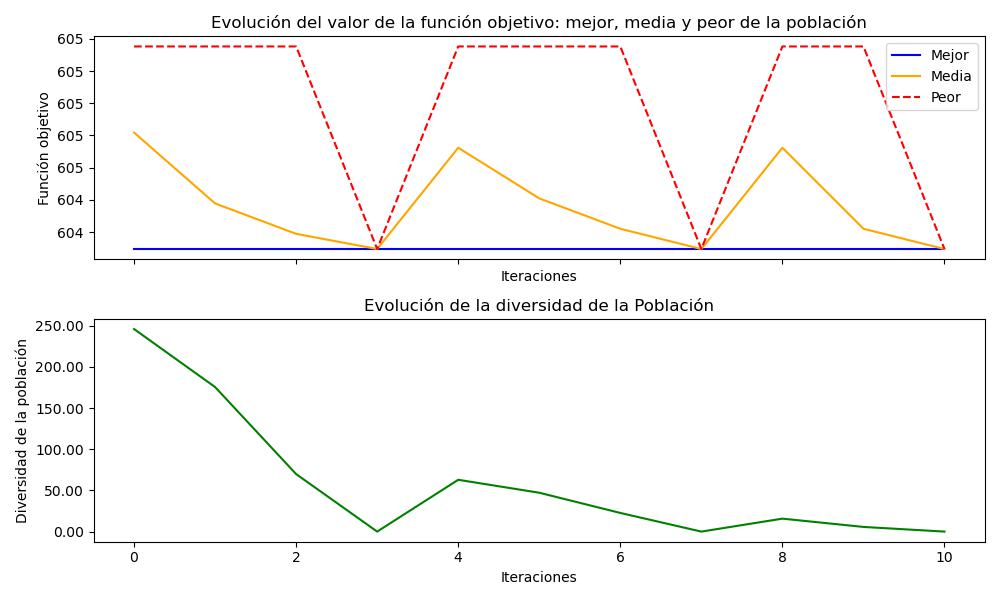 Evolución del valor de la función objetivo: mejor, media y peor de la población
605
605
605
605
605
604
604
Función objetivo
Mejor
Media
Peor
Iteraciones
Evolución de la diversidad de la Población
250.00
200.00
150.00
100.00
50.00
0.00
Diversidad de la población
0 2 4 6 8 10
Iteraciones